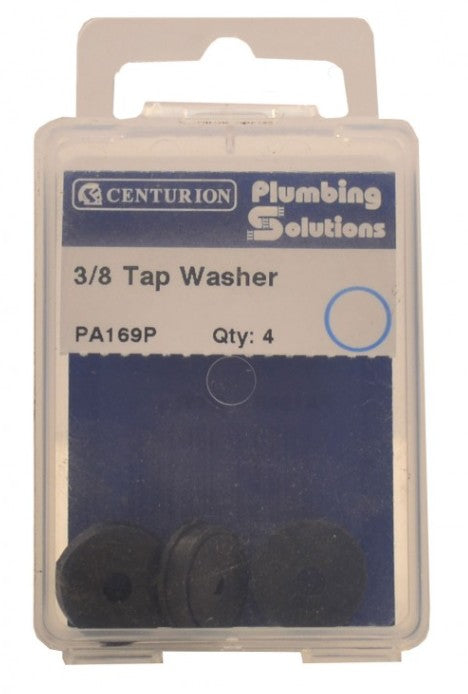 CENTURION
Plumbing
Solutions
3/8 Tap Washer
PA169P Qty: 4